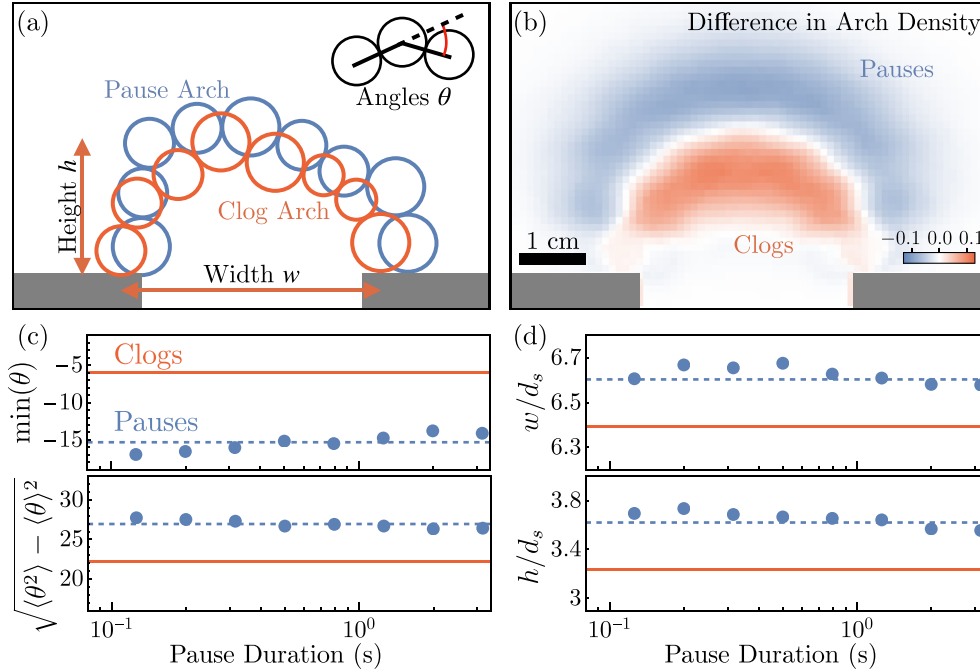 (a)
Pause Arch
Angles θ
Height h
Clog Arch
Width w
(b)
Difference in Arch Density
Pauses
Clogs
1 cm
−0.1 0.0 0.1
(c)
min(θ)
−5
−10
−15
Clogs
Pauses
√⟨θ²⟩ − ⟨θ⟩²
30
25
20
10⁻¹ 10⁰
Pause Duration (s)
(d)
w/dₛ
6.7
6.5
6.3
h/dₛ
3.8
3.4
3
10⁻¹ 10⁰
Pause Duration (s)